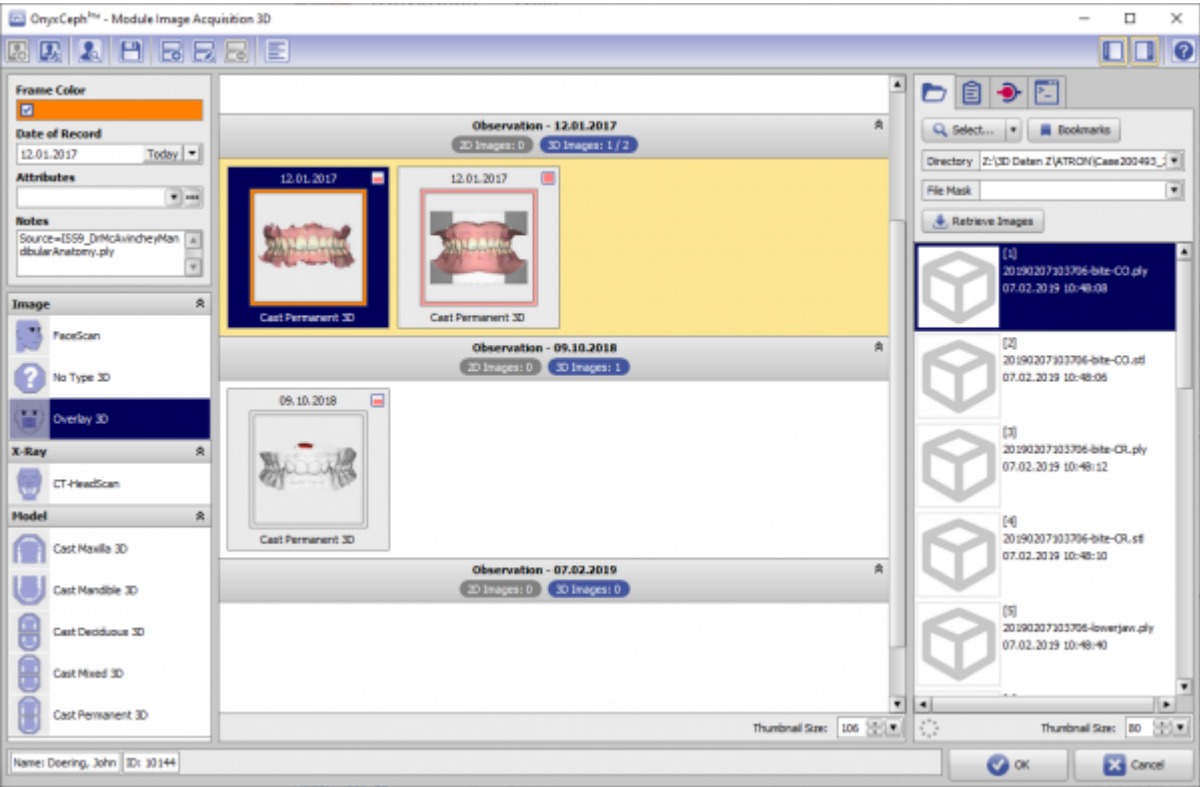 OnyxCeph³™ - Module Image Acquisition 3D
Frame Color
Date of Record
12.01.2017 Today
Attributes
Notes
Source=ISS9_DrMcAvincheyMan
dibularAnatomy.ply
Image
FaceScan
No Type 3D
Overlay 3D
X-Ray
CT-HeadScan
Model
Cast Maxilla 3D
Cast Mandible 3D
Cast Deciduous 3D
Cast Mixed 3D
Cast Permanent 3D
Observation - 12.01.2017
2D Images: 0 3D Images: 1 / 2
12.01.2017
Cast Permanent 3D
12.01.2017
Cast Permanent 3D
Observation - 09.10.2018
2D Images: 0 3D Images: 1
09.10.2018
Cast Permanent 3D
Observation - 07.02.2019
2D Images: 0 3D Images: 0
Thumbnail Size: 106
Select... Bookmarks
Directory Z:\3D Daten Z\ATRON\Case200493_
File Mask
Retrieve Images
[1]
20190207103706-bite-CO.ply
07.02.2019 10:48:08
[2]
20190207103706-bite-CO.stl
07.02.2019 10:48:06
[3]
20190207103706-bite-CR.ply
07.02.2019 10:48:12
[4]
20190207103706-bite-CR.stl
07.02.2019 10:48:10
[5]
20190207103706-lowerjaw.ply
07.02.2019 10:48:40
Thumbnail Size: 80
Name: Doering, John ID: 10144
OK Cancel